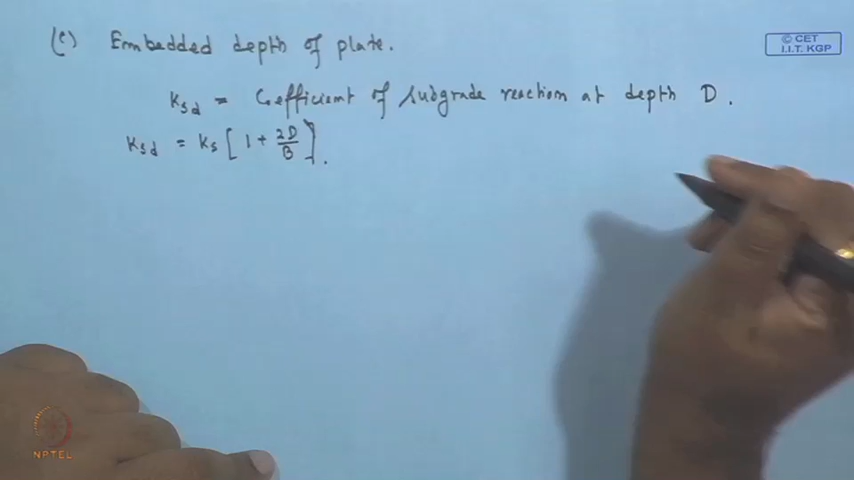 (e) Embedded depth of plate.
© CET
I.I.T. KGP
ksd = Coefficient of subgrade reaction at depth D.
ksd = ks [1 + 2D/B].
NPTEL